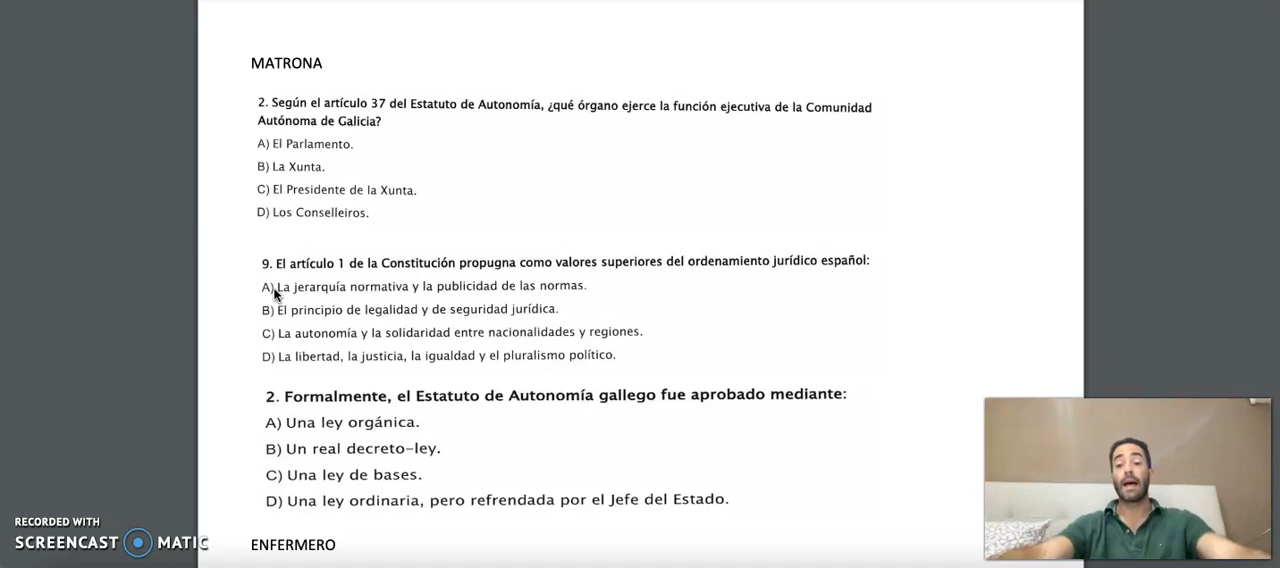 MATRONA
2. Según el artículo 37 del Estatuto de Autonomía, ¿qué órgano ejerce la función ejecutiva de la Comunidad
Autónoma de Galicia?
A) El Parlamento.
B) La Xunta.
C) El Presidente de la Xunta.
D) Los Conselleiros.
9. El artículo 1 de la Constitución propugna como valores superiores del ordenamiento jurídico español:
A) La jerarquía normativa y la publicidad de las normas.
B) El principio de legalidad y de seguridad jurídica.
C) La autonomía y la solidaridad entre nacionalidades y regiones.
D) La libertad, la justicia, la igualdad y el pluralismo político.
2. Formalmente, el Estatuto de Autonomía gallego fue aprobado mediante:
A) Una ley orgánica.
B) Un real decreto-ley.
C) Una ley de bases.
D) Una ley ordinaria, pero refrendada por el Jefe del Estado.
ENFERMERO
RECORDED WITH
SCREENCAST MATIC